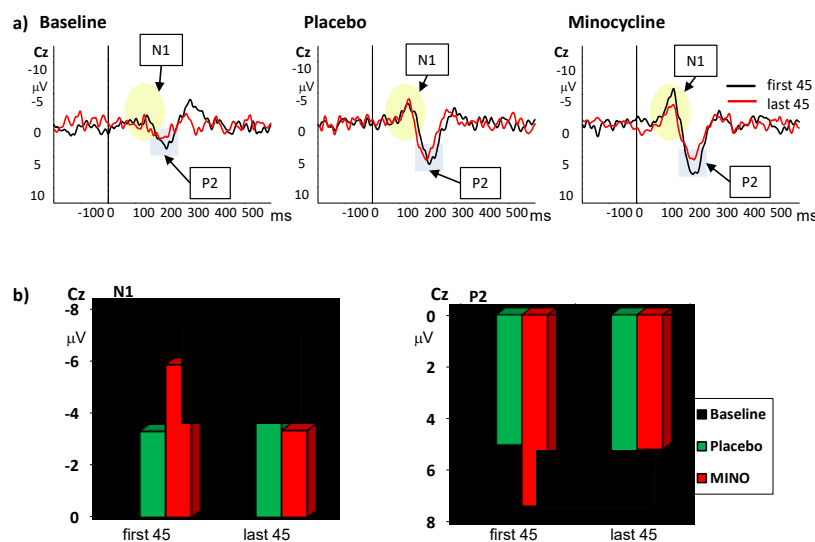 a) Baseline Placebo Minocycline
Cz N1 Cz N1 Cz N1
-10 -10 -10
μV μV μV
first 45
-5 -5 -5
last 45
0 0 0
5 P2 5 P2 5 P2
10 10 10
-100 0 100 200 300 400 500 ms
-100 0 100 200 300 400 500 ms
-100 0 100 200 300 400 500 ms
b) Cz N1
-8
μV
-6
-4
-2
0
first 45 last 45
Cz P2
0
μV
2
4
6
8
first 45 last 45
Baseline
Placebo
MINO